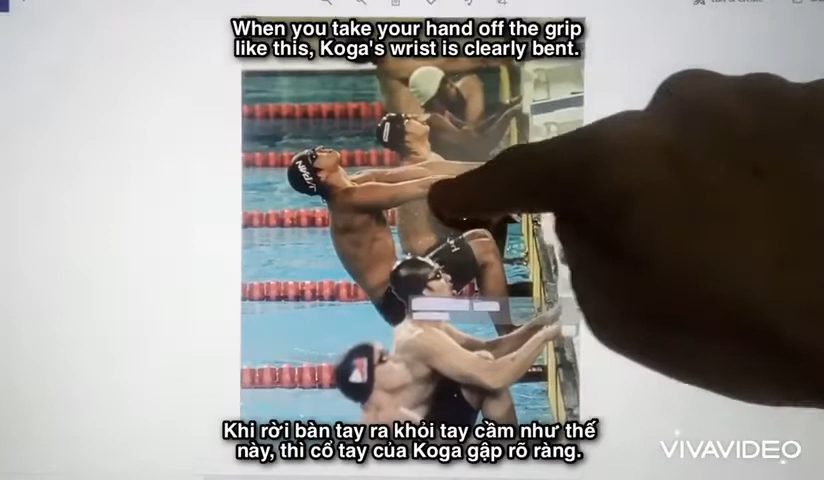 When you take your hand off the grip
like this, Koga's wrist is clearly bent.
JAPAN
Khi rời bàn tay ra khỏi tay cầm như thế
này, thì cổ tay của Koga gập rõ ràng.
VIVAVIDEO